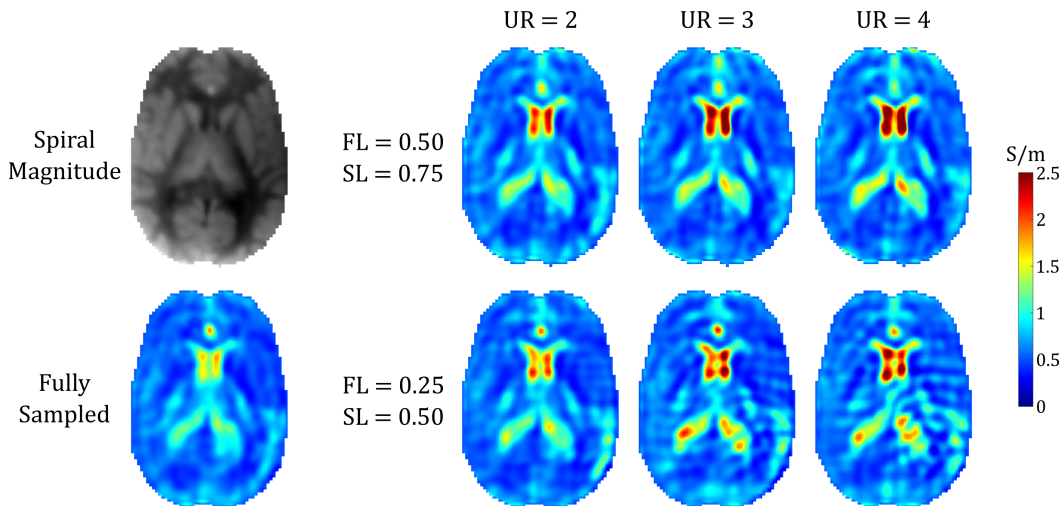 UR = 2
UR = 3
UR = 4
Spiral
Magnitude
FL = 0.50
SL = 0.75
S/m
2.5
2
1.5
1
0.5
0
Fully
Sampled
FL = 0.25
SL = 0.50